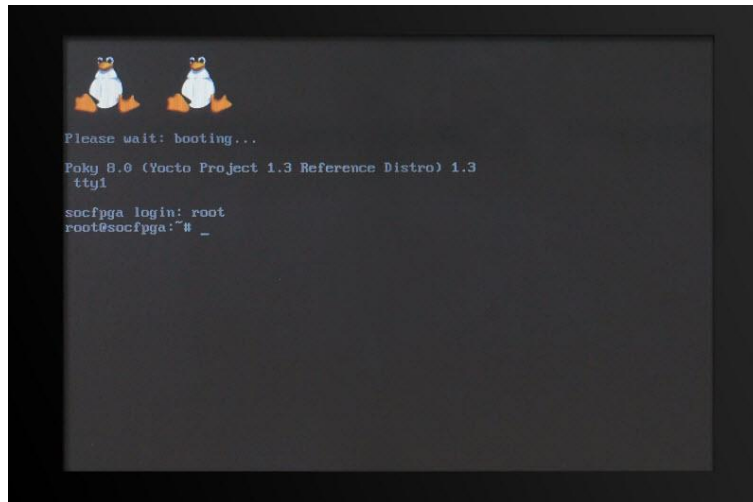 Please wait: booting...
Poky 8.0 (Yocto Project 1.3 Reference Distro) 1.3
tty1
socfpga login: root
root@socfpga:~# _